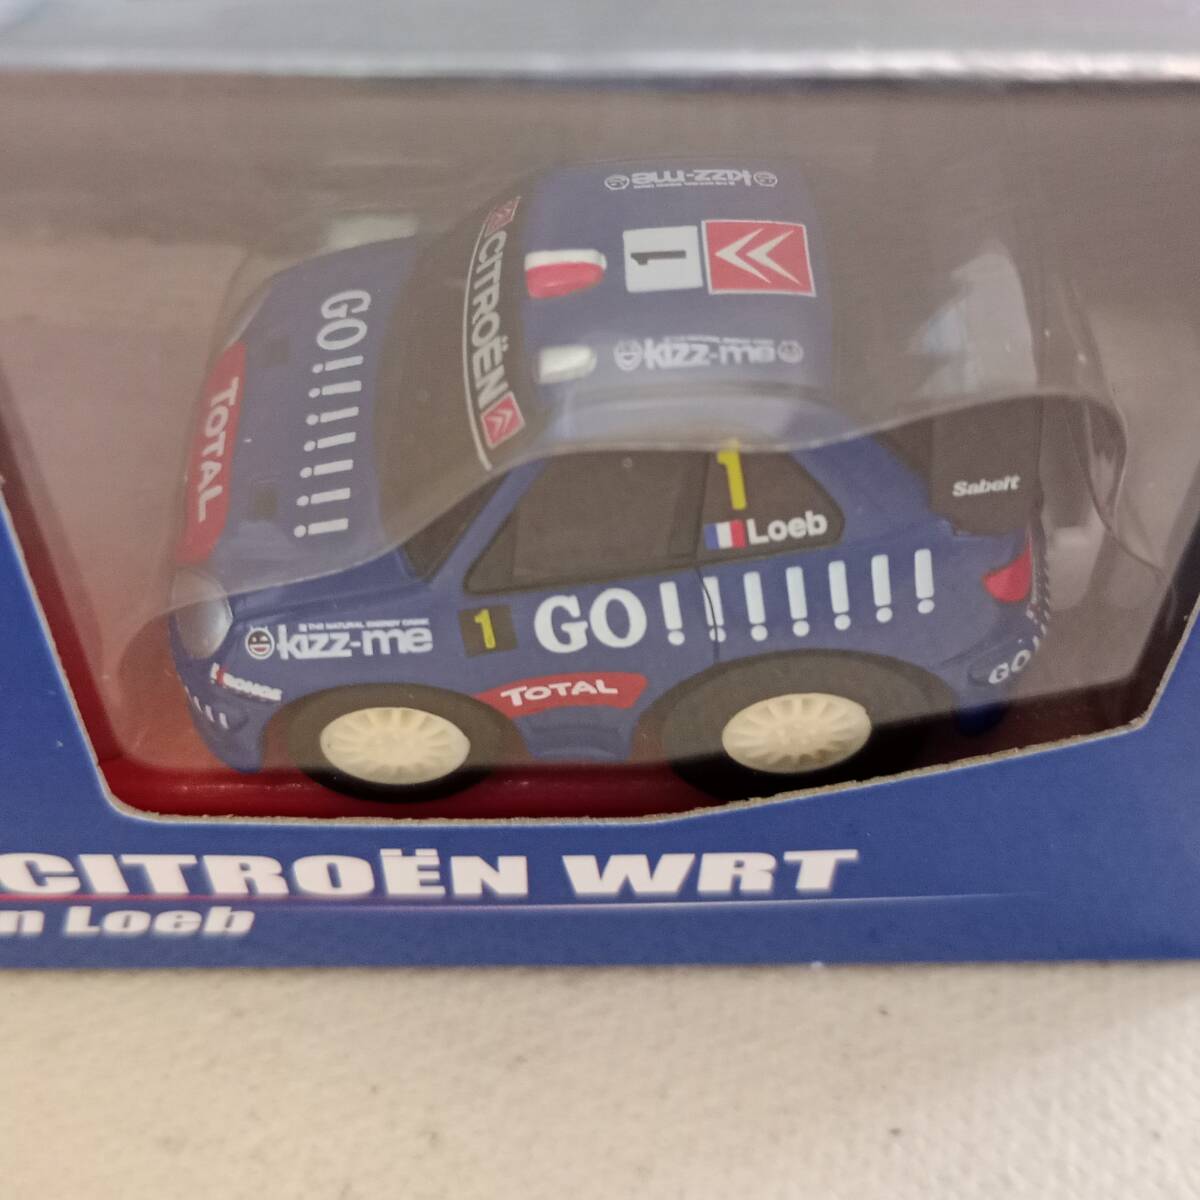 kizz-me
1
CITROËN
kizz-me
GO!!!!!!!
TOTAL
1
Loeb
Sabelt
kizz-me
1
GO!!!!!!!
TOTAL
GO!!
CITROËN WRT
n Loeb